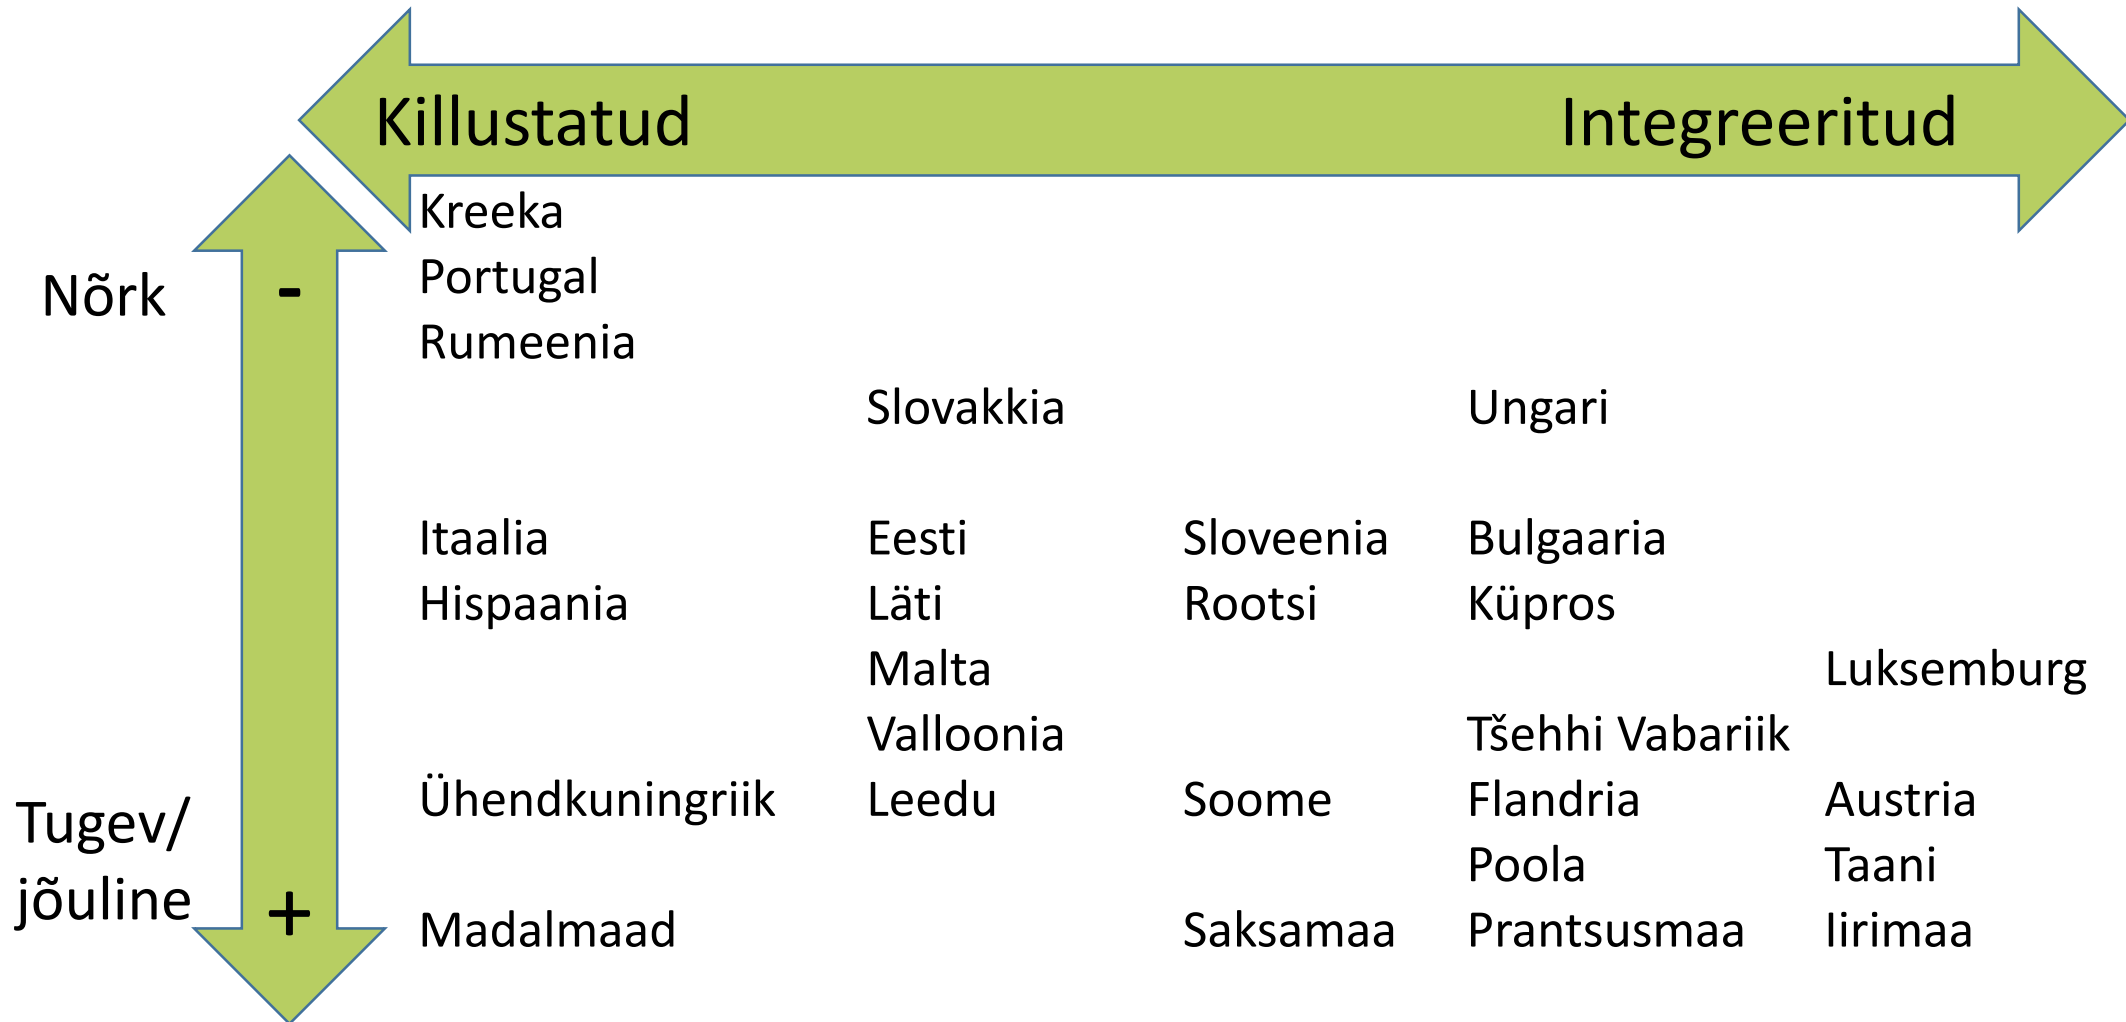 Killustatud Integreeritud
Kreeka
Nõrk - Portugal
Rumeenia
Slovakkia Ungari
Itaalia Eesti Sloveenia Bulgaaria
Hispaania Läti Rootsi Küpros
Malta Luksemburg
Valloonia Tšehhi Vabariik
Ühendkuningriik Leedu Soome Flandria Austria
Tugev/
Poola Taani
jõuline + Madalmaad Saksamaa Prantsusmaa Iirimaa